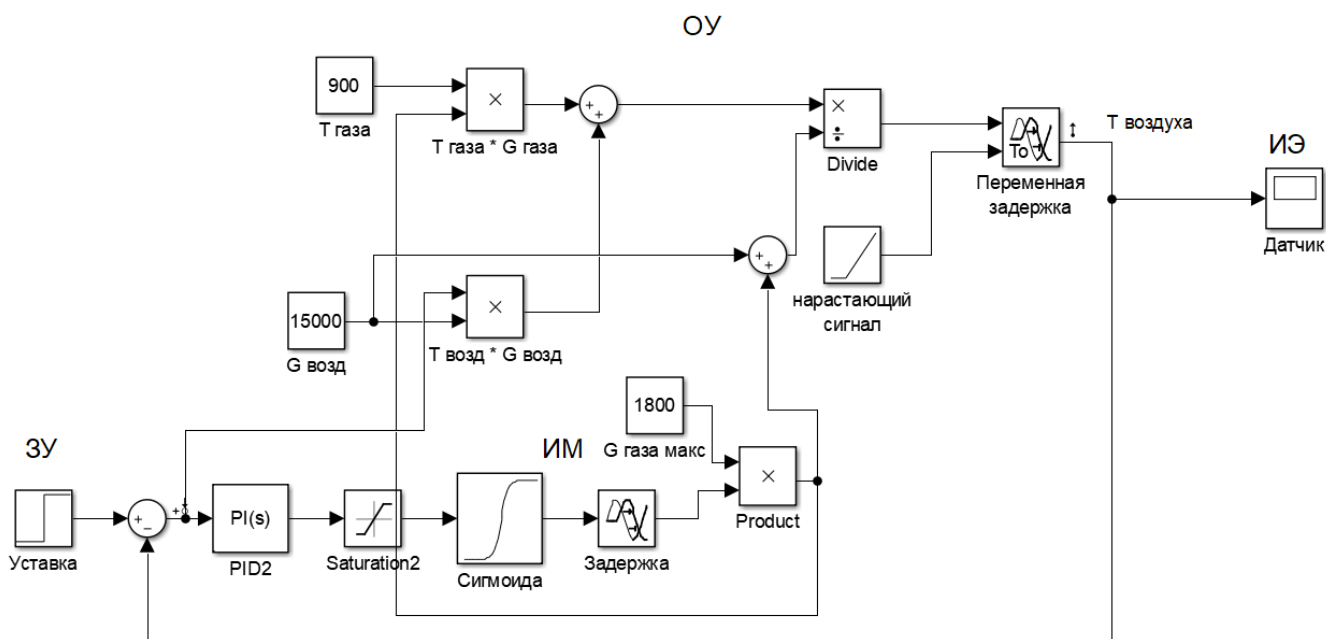 ОУ
900
Т газа
×
Т газа * G газа
+
+
×
÷
Divide
To
Переменная
задержка
Т воздуха
ИЭ
Датчик
+
+
нарастающий
сигнал
15000
G возд
×
Т возд * G возд
1800
G газа макс
ЗУ
ИМ
Уставка
+
−
+
PI(s)
PID2
Saturation2
Сигмоида
Задержка
×
Product